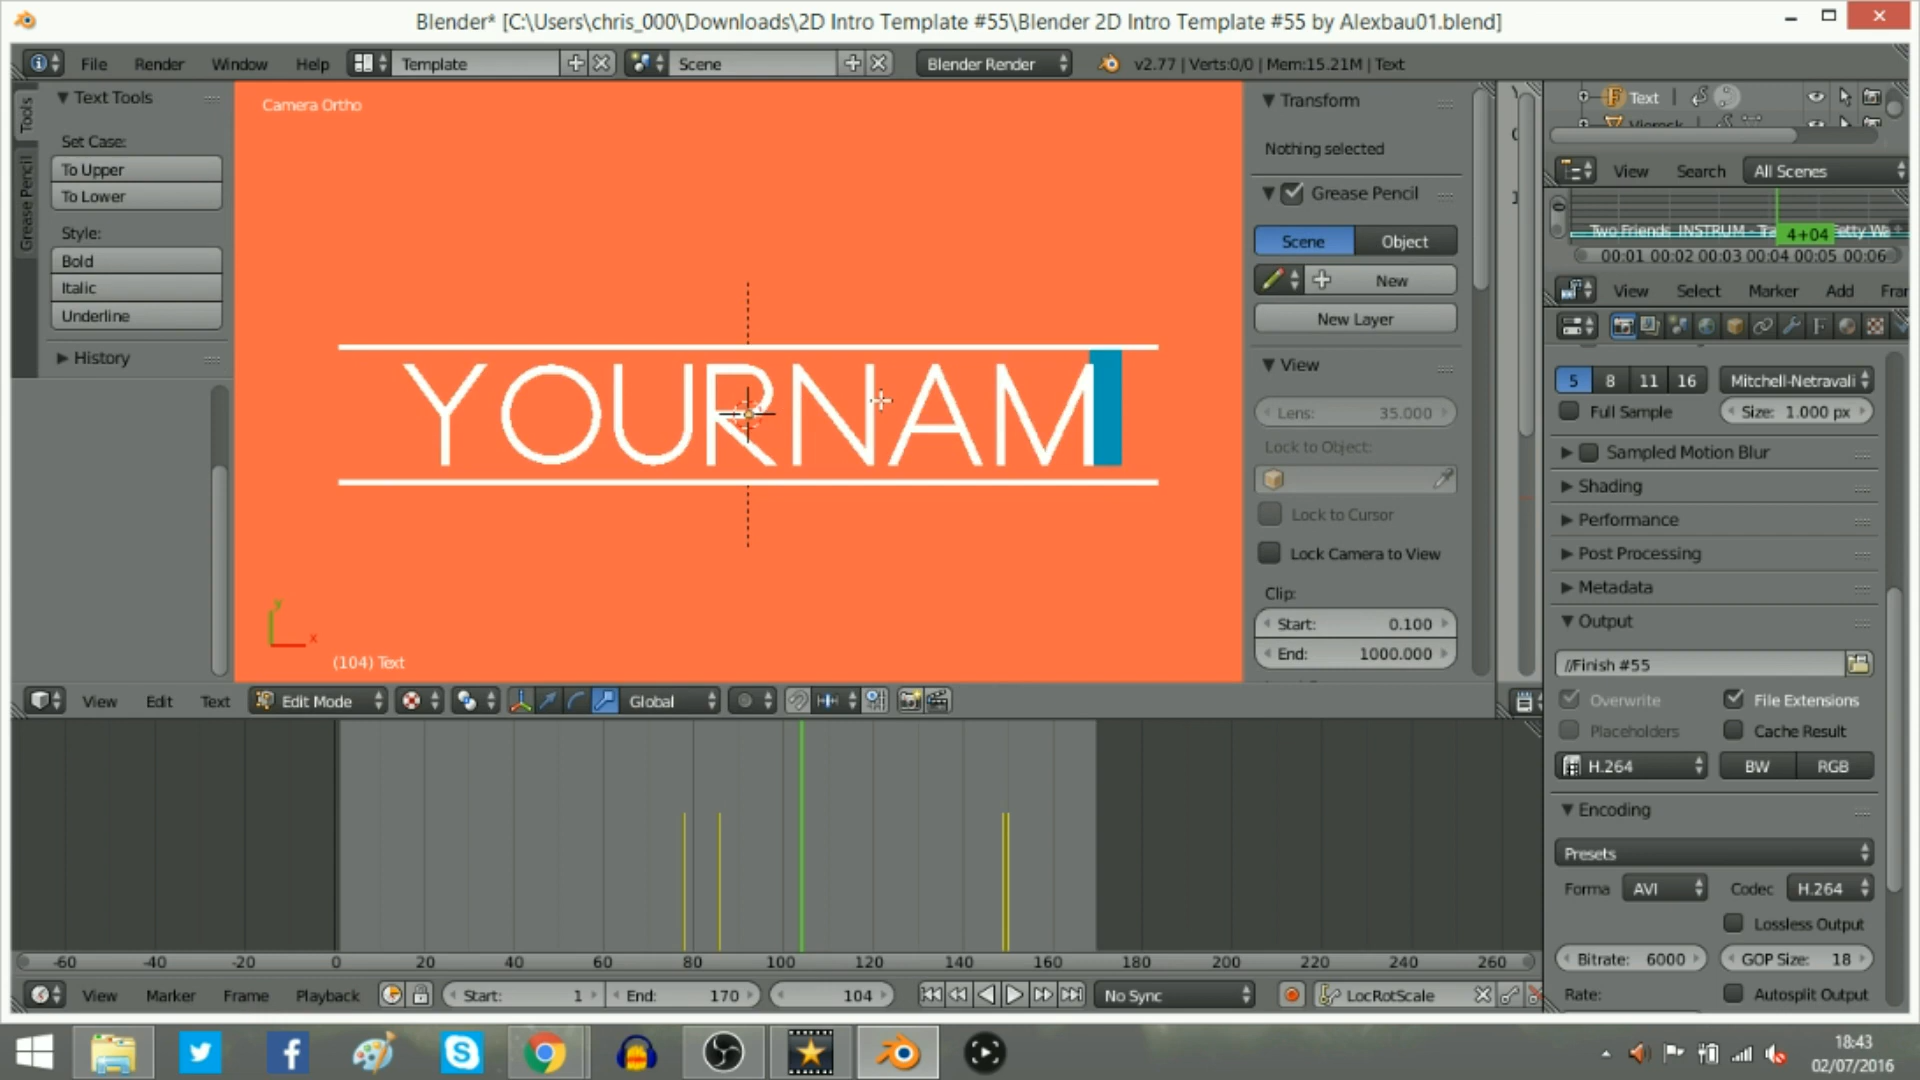 Blender* [C:\Users\chris_000\Downloads\2D Intro Template #55\Blender 2D Intro Template #55 by Alexbau01.blend]
File Render Window Help Template Scene Blender Render v2.77 | Verts:0/0 | Mem:15.21M | Text
Tools
Grease Pencil
Text Tools
Set Case:
To Upper
To Lower
Style:
Bold
Italic
Underline
History
Camera Ortho
YOURNAM
y
x
(104) Text
Transform
Nothing selected
Grease Pencil
Scene Object
New
New Layer
View
Lens: 35.000
Lock to Object:
Lock to Cursor
Lock Camera to View
Clip:
Start: 0.100
End: 1000.000
Text
View Search All Scenes
Two Friends INSTRUM - Tra
4+04
00:01 00:02 00:03 00:04 00:05 00:06
View Select Marker Add Frar
5 8 11 16 Mitchell-Netravali
Full Sample Size: 1.000 px
Sampled Motion Blur
Shading
Performance
Post Processing
Metadata
Output
//Finish #55
Overwrite File Extensions
Placeholders Cache Result
H.264 BW RGB
Encoding
Presets
Forma AVI Codec H.264
Lossless Output
Bitrate: 6000 GOP Size: 18
Rate: Autosplit Output
View Edit Text Edit Mode Global
-60 -40 -20 0 20 40 60 80 100 120 140 160 180 200 220 240 260
View Marker Frame Playback Start: 1 End: 170 104 No Sync LocRotScale
18:43
02/07/2016